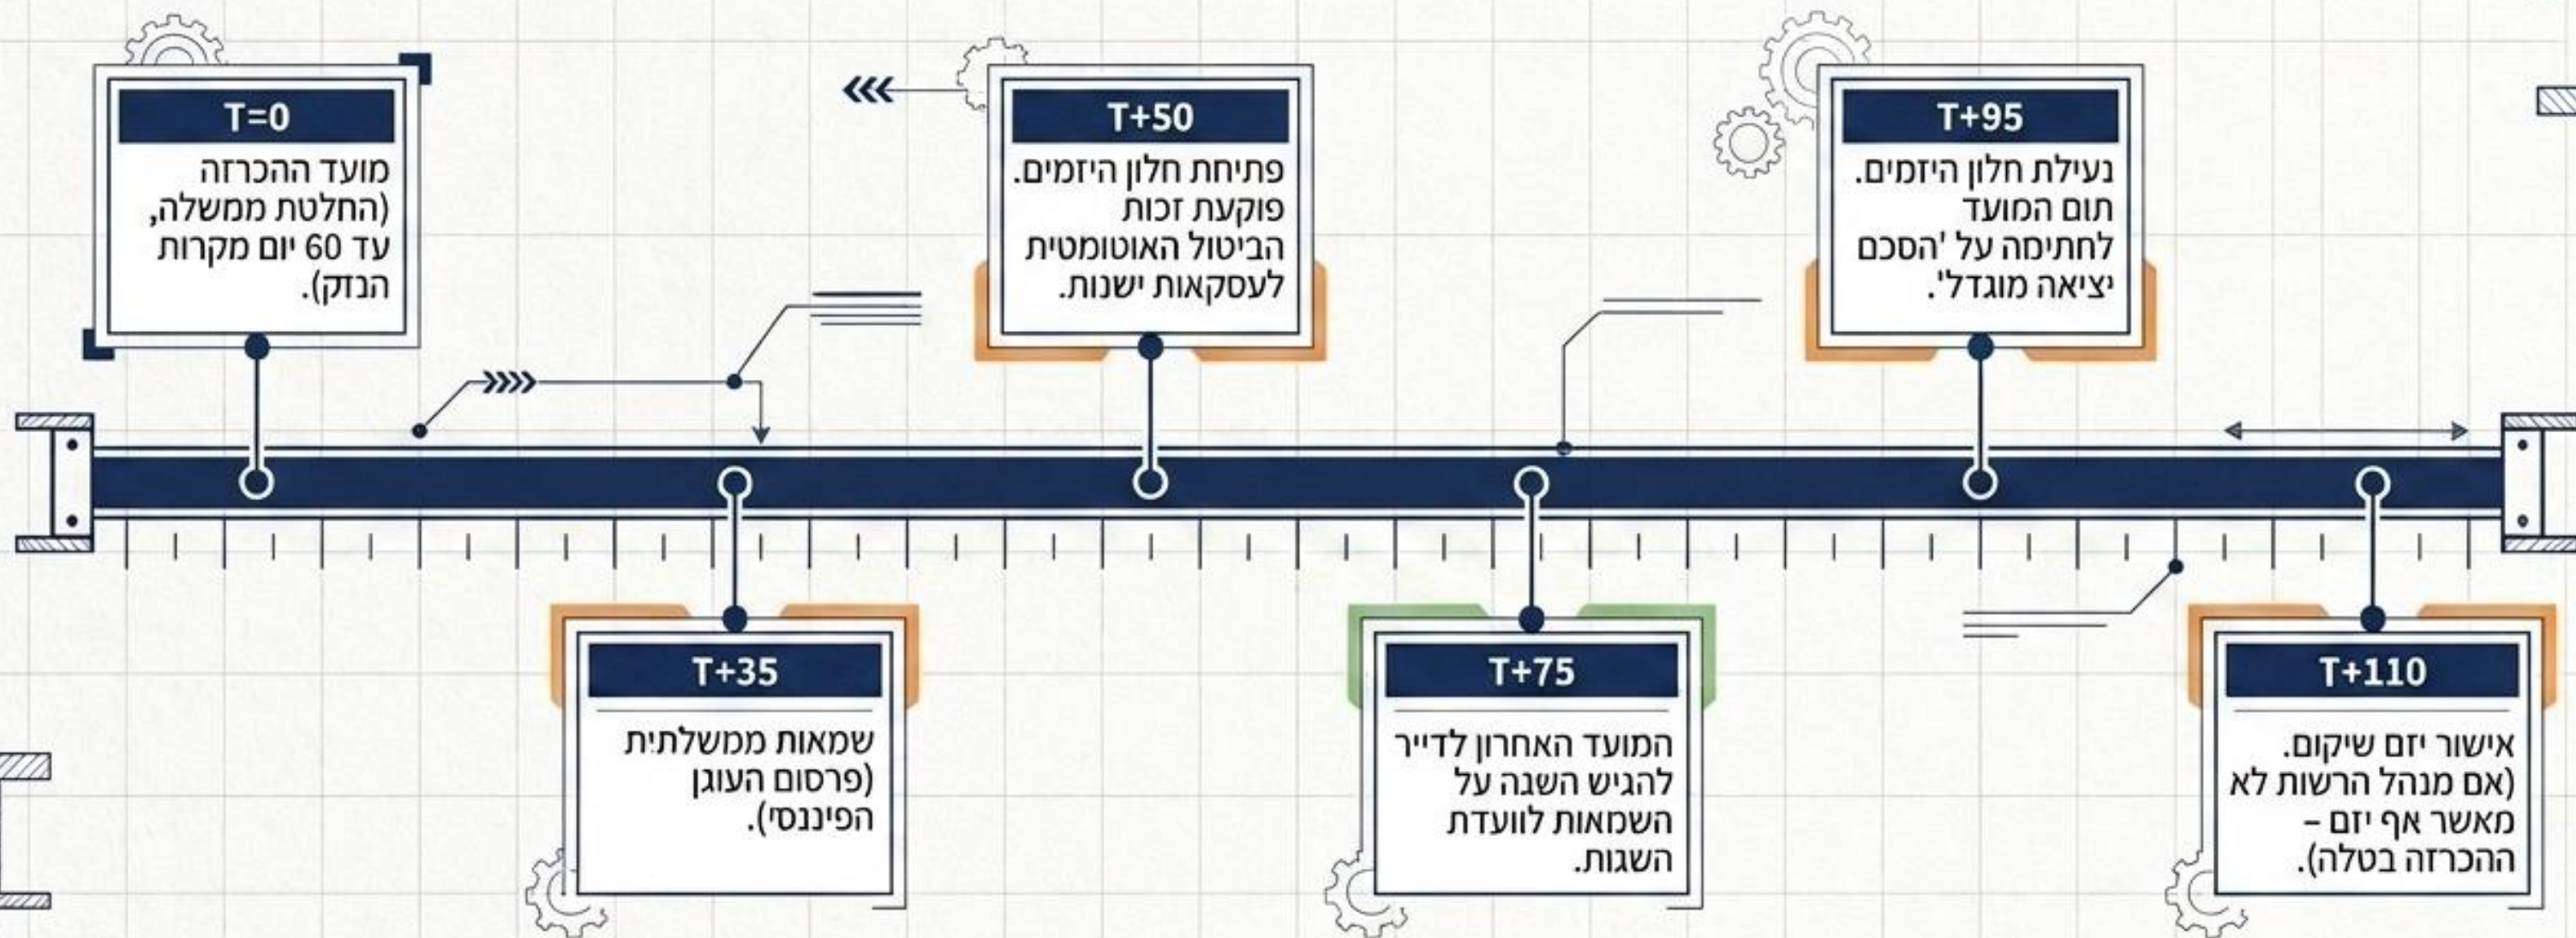 T=0
מועד ההכרזה
(החלטת ממשלה,
עד 60 יום מקרות
הנזק).
T+35
שמאות ממשלתית
(פרסום העוגן
הפיננסי).
T+50
פתיחת חלון היזמים.
פוקעת זכות
הביטול האוטומטית
לעסקאות ישנות.
T+75
המועד האחרון לדייר
להגיש השגה על
השמאות לוועדת
השגות.
T+95
נעילת חלון היזמים.
תום המועד
לחתימה על 'הסכם
יציאה מוגדל'.
T+110
אישור יזם שיקום.
(אם מנהל הרשות לא
מאשר אף יזם –
ההכרזה בטלה).